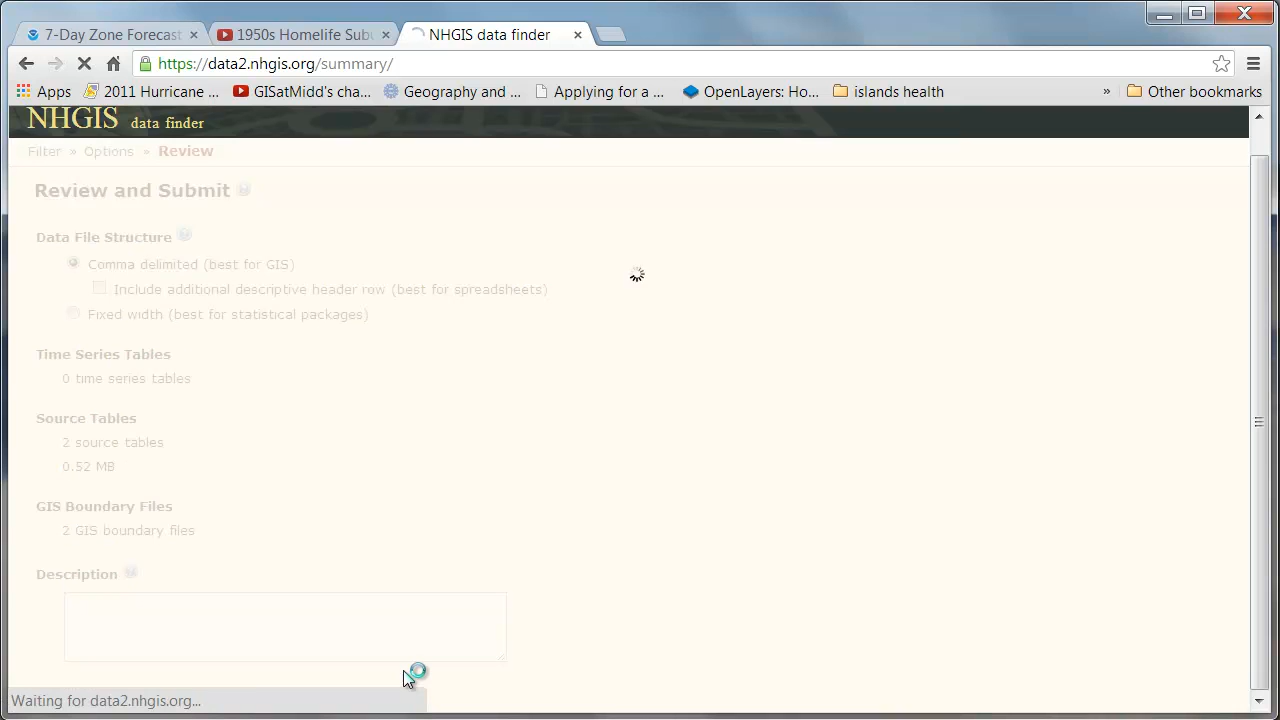 7-Day Zone Forecast
1950s Homelife Subu
NHGIS data finder
https://data2.nhgis.org/summary/
Apps
2011 Hurricane ...
GISatMidd's cha...
Geography and ...
Applying for a ...
OpenLayers: Ho...
islands health
»
Other bookmarks
NHGIS data finder
Filter » Options » Review
Review and Submit
Data File Structure ?
Comma delimited (best for GIS)
Include additional descriptive header row (best for spreadsheets)
Fixed width (best for statistical packages)
Time Series Tables
0 time series tables
Source Tables
2 source tables
0.52 MB
GIS Boundary Files
2 GIS boundary files
Description
Waiting for data2.nhgis.org...